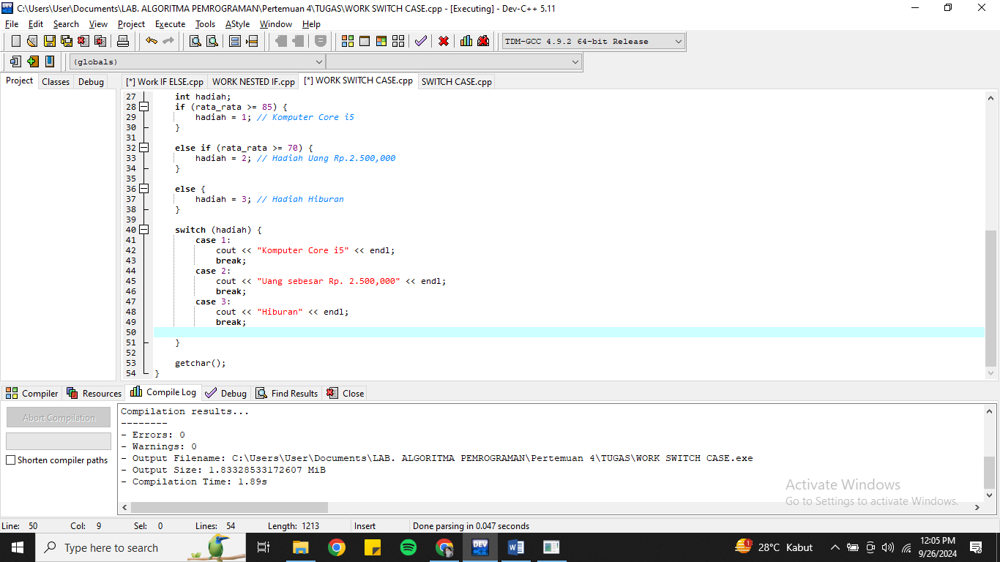 C:\Users\User\Documents\LAB. ALGORITMA PEMROGRAMAN\Pertemuan 4\TUGAS\WORK SWITCH CASE.cpp - [Executing] - Dev-C++ 5.11
File Edit Search View Project Execute Tools AStyle Window Help
TDM-GCC 4.9.2 64-bit Release
(globals)
Project Classes Debug [*] Work IF ELSE.cpp WORK NESTED IF.cpp [*] WORK SWITCH CASE.cpp SWITCH CASE.cpp
27 int hadiah;
28 if (rata_rata >= 85) {
29 hadiah = 1; // Komputer Core i5
30 }
31
32 else if (rata_rata >= 70) {
33 hadiah = 2; // Hadiah Uang Rp.2.500,000
34 }
35
36 else {
37 hadiah = 3; // Hadiah Hiburan
38 }
39
40 switch (hadiah) {
41 case 1:
42 cout << "Komputer Core i5" << endl;
43 break;
44 case 2:
45 cout << "Uang sebesar Rp. 2.500,000" << endl;
46 break;
47 case 3:
48 cout << "Hiburan" << endl;
49 break;
50
51 }
52
53 getchar();
54 }
Compiler Resources Compile Log Debug Find Results Close
Abort Compilation
Shorten compiler paths
Compilation results...
--------
- Errors: 0
- Warnings: 0
- Output Filename: C:\Users\User\Documents\LAB. ALGORITMA PEMROGRAMAN\Pertemuan 4\TUGAS\WORK SWITCH CASE.exe
- Output Size: 1.83328533172607 MiB
- Compilation Time: 1.89s
Activate Windows
Go to Settings to activate Windows.
Line: 50 Col: 9 Sel: 0 Lines: 54 Length: 1213 Insert Done parsing in 0.047 seconds
Type here to search
DEV
28°C Kabut
12:05 PM
9/26/2024